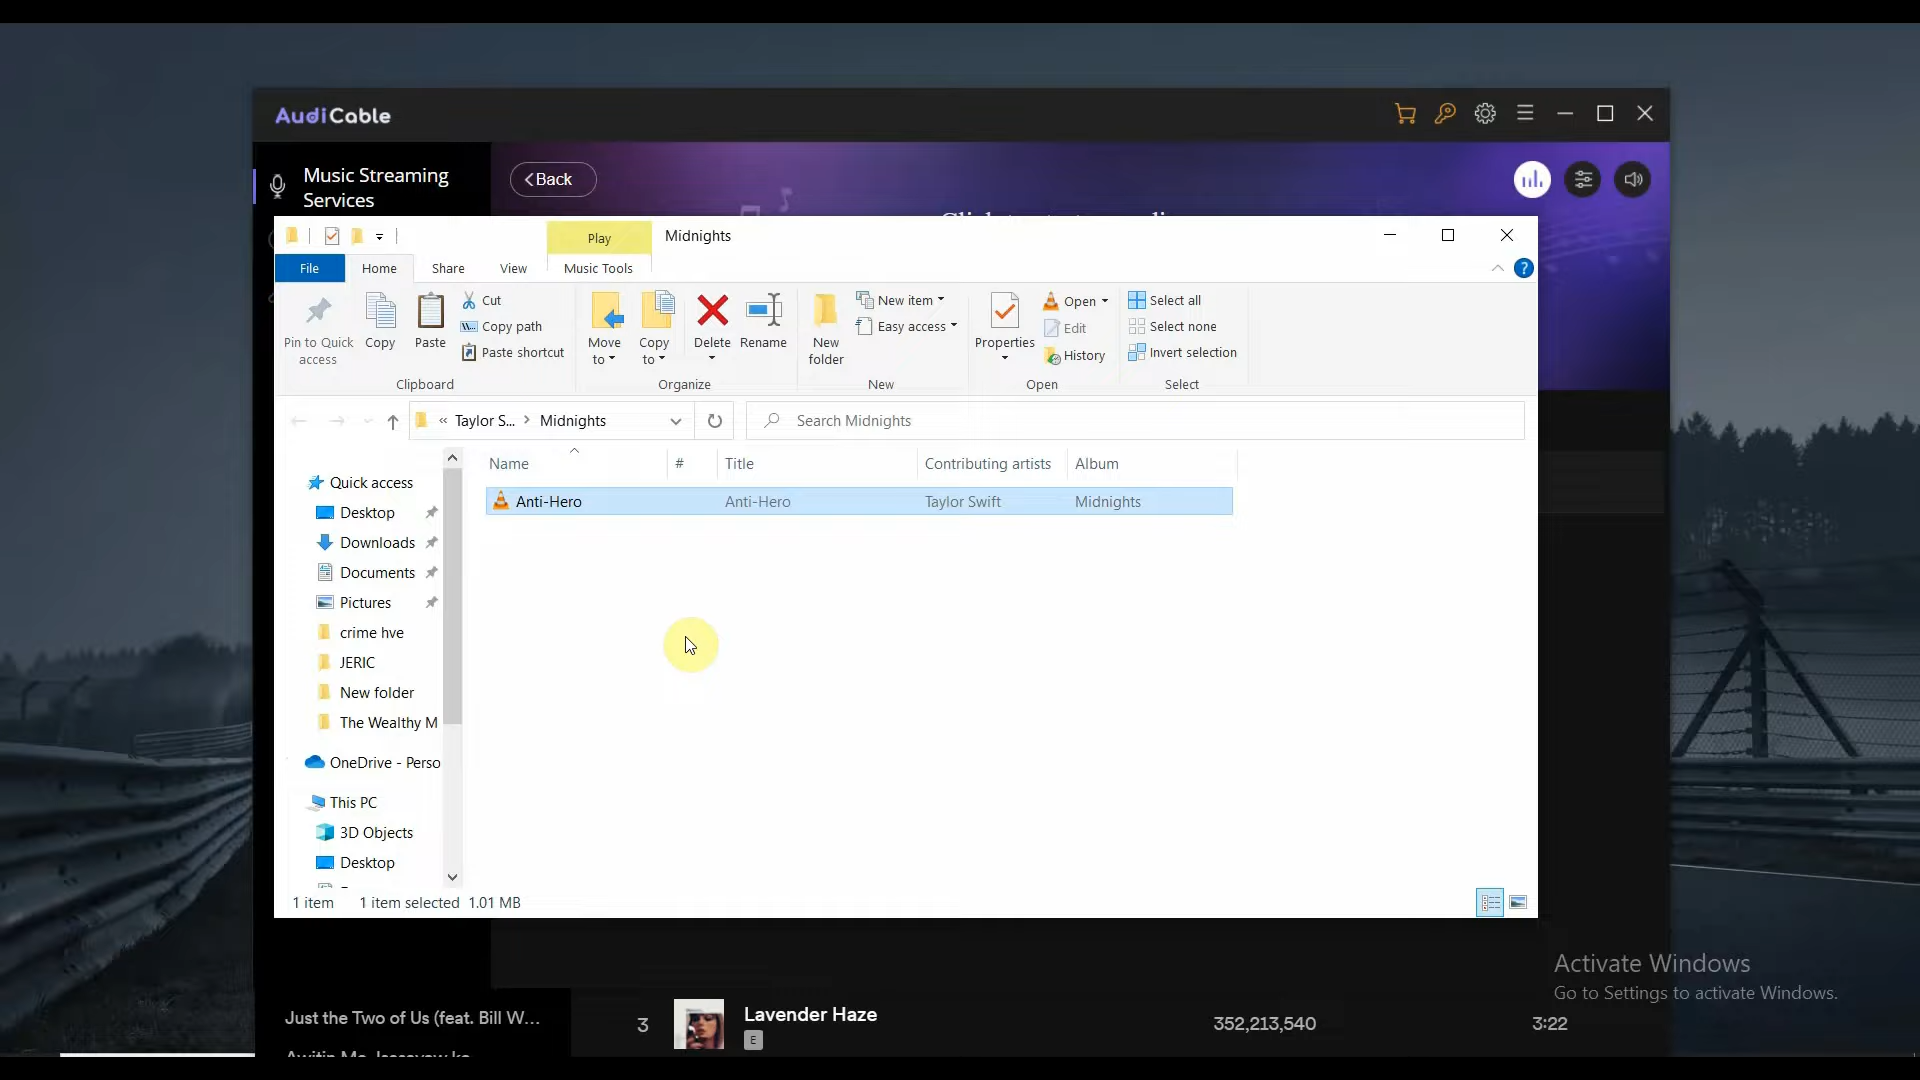 AudiCable
Music Streaming
Services
Back
Play
Midnights
File
Home
Share
View
Music Tools
Pin to Quick
access
Copy
Paste
Cut
Copy path
Paste shortcut
Clipboard
Move
to
Copy
to
Delete
Rename
Organize
New
folder
New item
Easy access
New
Properties
Open
Edit
History
Open
Select all
Select none
Invert selection
Select
« Taylor S... > Midnights
Search Midnights
Name
#
Title
Contributing artists
Album
Anti-Hero
Anti-Hero
Taylor Swift
Midnights
Quick access
Desktop
Downloads
Documents
Pictures
crime hve
JERIC
New folder
The Wealthy M
OneDrive - Perso
This PC
3D Objects
Desktop
1 item
1 item selected 1.01 MB
Activate Windows
Go to Settings to activate Windows.
Just the Two of Us (feat. Bill W...
3
Lavender Haze
E
352,213,540
3:22